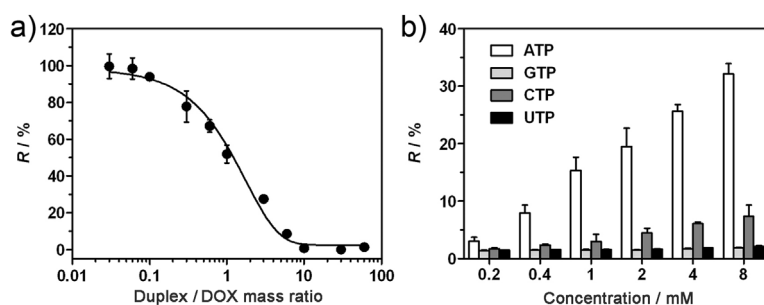 a)
R / %
120
100
80
60
40
20
0
0.01 0.1 1 10 100
Duplex / DOX mass ratio
b)
R / %
40
30
20
10
0
ATP
GTP
CTP
UTP
0.2 0.4 1 2 4 8
Concentration / mM